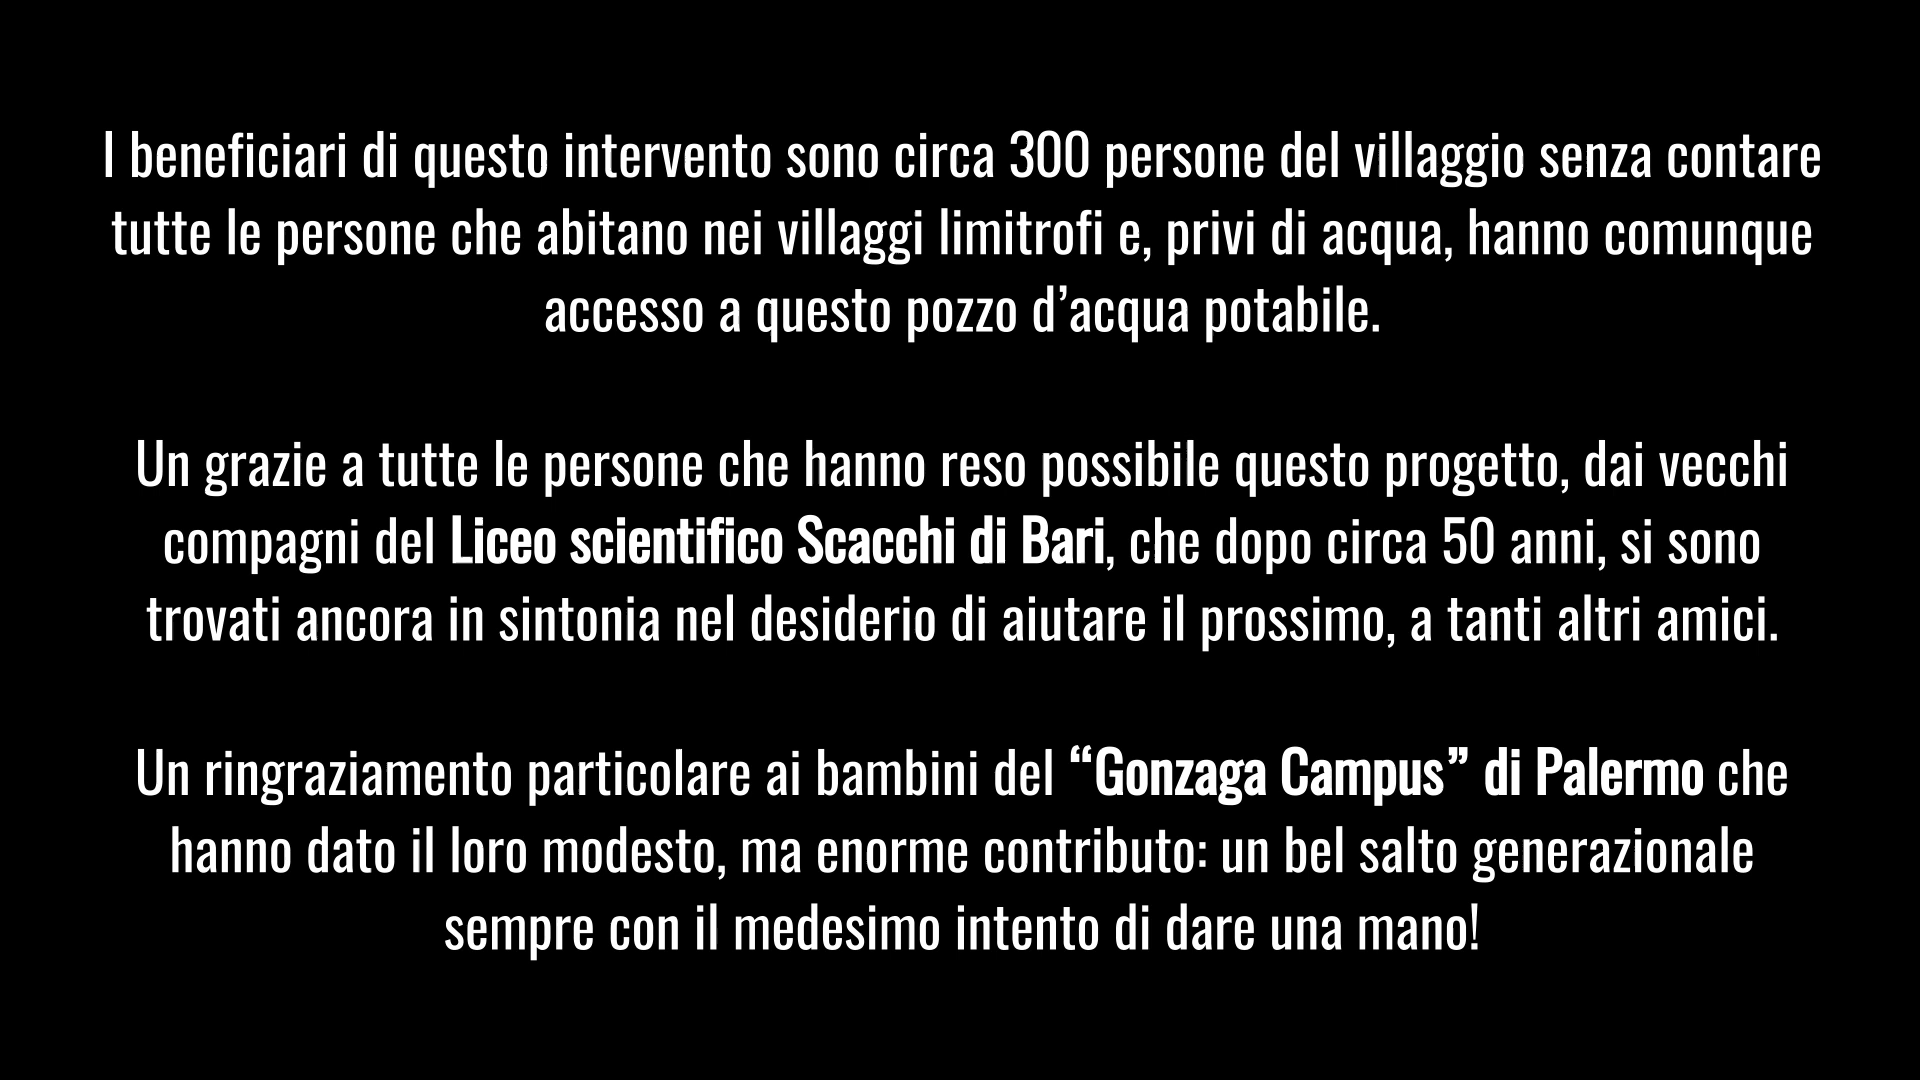 I beneficiari di questo intervento sono circa 300 persone del villaggio senza contare
tutte le persone che abitano nei villaggi limitrofi e, privi di acqua, hanno comunque
accesso a questo pozzo d’acqua potabile.
Un grazie a tutte le persone che hanno reso possibile questo progetto, dai vecchi
compagni del Liceo scientifico Scacchi di Bari, che dopo circa 50 anni, si sono
trovati ancora in sintonia nel desiderio di aiutare il prossimo, a tanti altri amici.
Un ringraziamento particolare ai bambini del “Gonzaga Campus” di Palermo che
hanno dato il loro modesto, ma enorme contributo: un bel salto generazionale
sempre con il medesimo intento di dare una mano!